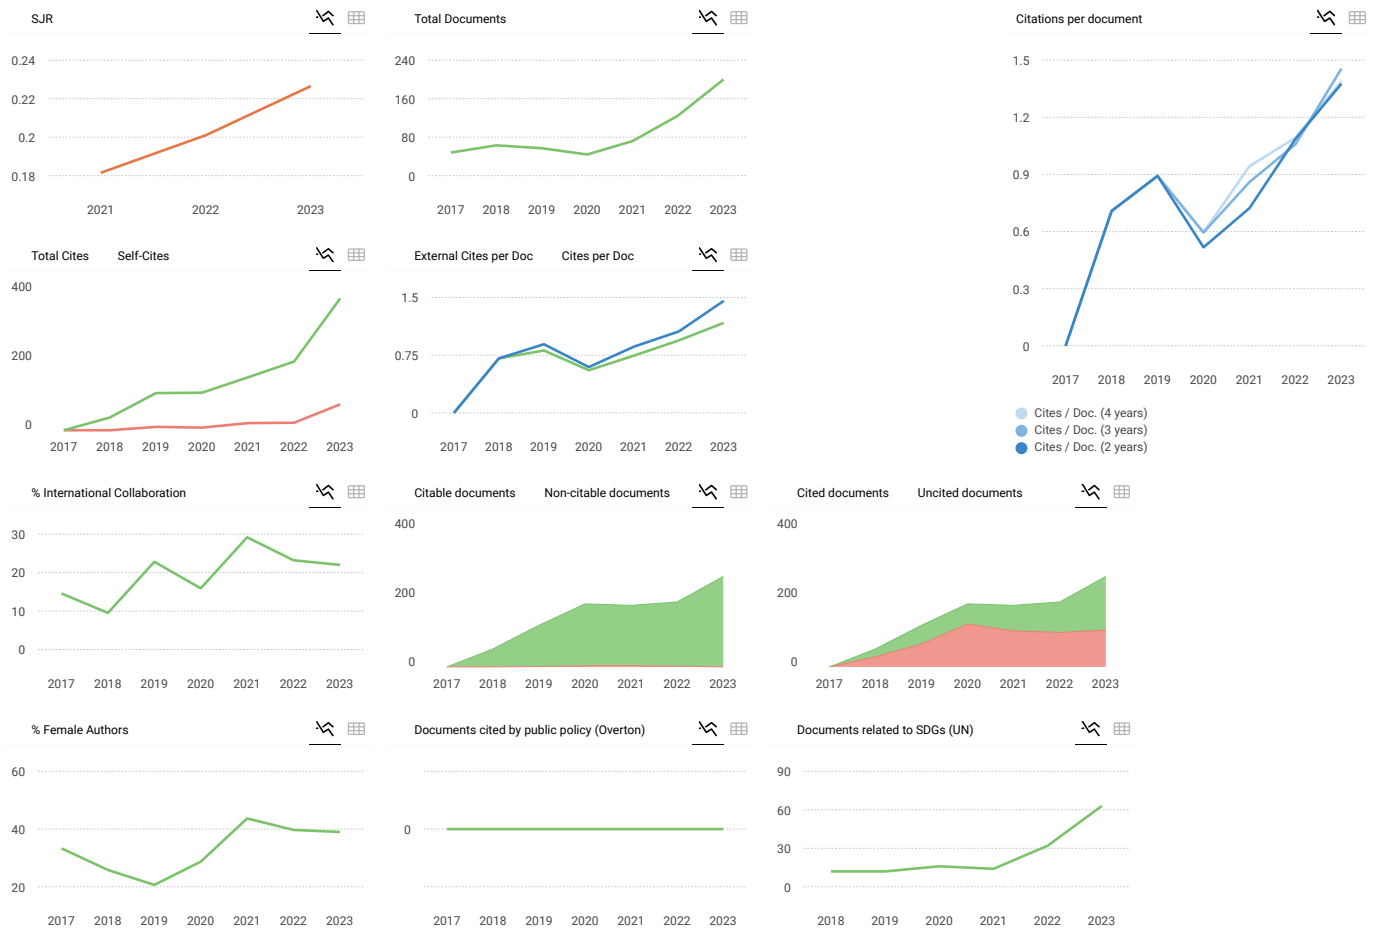 SJR
0.24
0.22
0.2
0.18
2021 2022 2023
Total Documents
240
160
80
0
2017 2018 2019 2020 2021 2022 2023
Citations per document
1.5
1.2
0.9
0.6
0.3
0
2017 2018 2019 2020 2021 2022 2023
Cites / Doc. (4 years)
Cites / Doc. (3 years)
Cites / Doc. (2 years)
Total Cites Self-Cites
400
200
0
2017 2018 2019 2020 2021 2022 2023
External Cites per Doc Cites per Doc
1.5
0.75
0
2017 2018 2019 2020 2021 2022 2023
% International Collaboration
30
20
10
0
2017 2018 2019 2020 2021 2022 2023
Citable documents Non-citable documents
400
200
0
2017 2018 2019 2020 2021 2022 2023
Cited documents Uncited documents
400
200
0
2017 2018 2019 2020 2021 2022 2023
% Female Authors
60
40
20
2017 2018 2019 2020 2021 2022 2023
Documents cited by public policy (Overton)
0
2017 2018 2019 2020 2021 2022 2023
Documents related to SDGs (UN)
90
60
30
0
2018 2019 2020 2021 2022 2023